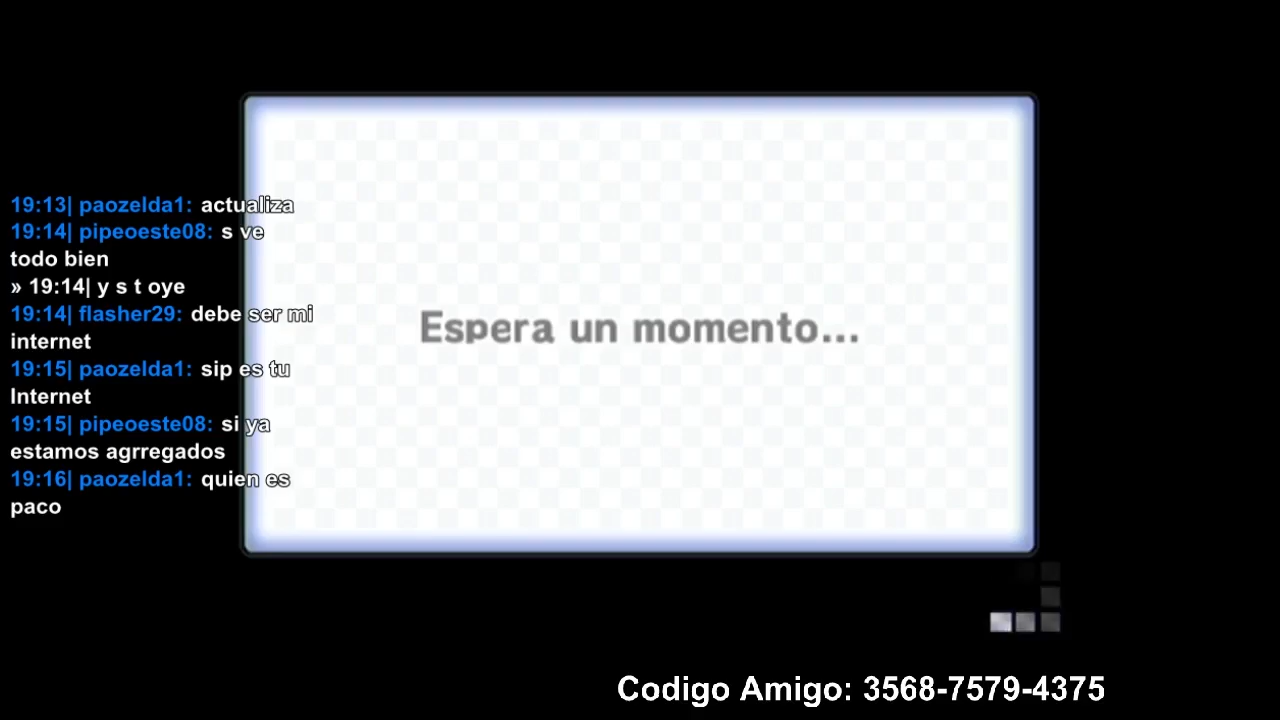 19:13| paozelda1: actualiza
19:14| pipeoeste08: s ve
todo bien
» 19:14| y s t oye
19:14| flasher29: debe ser mi
internet
19:15| paozelda1: sip es tu
Internet
19:15| pipeoeste08: si ya
estamos agrregados
19:16| paozelda1: quien es
paco
Espera un momento...
Codigo Amigo: 3568-7579-4375